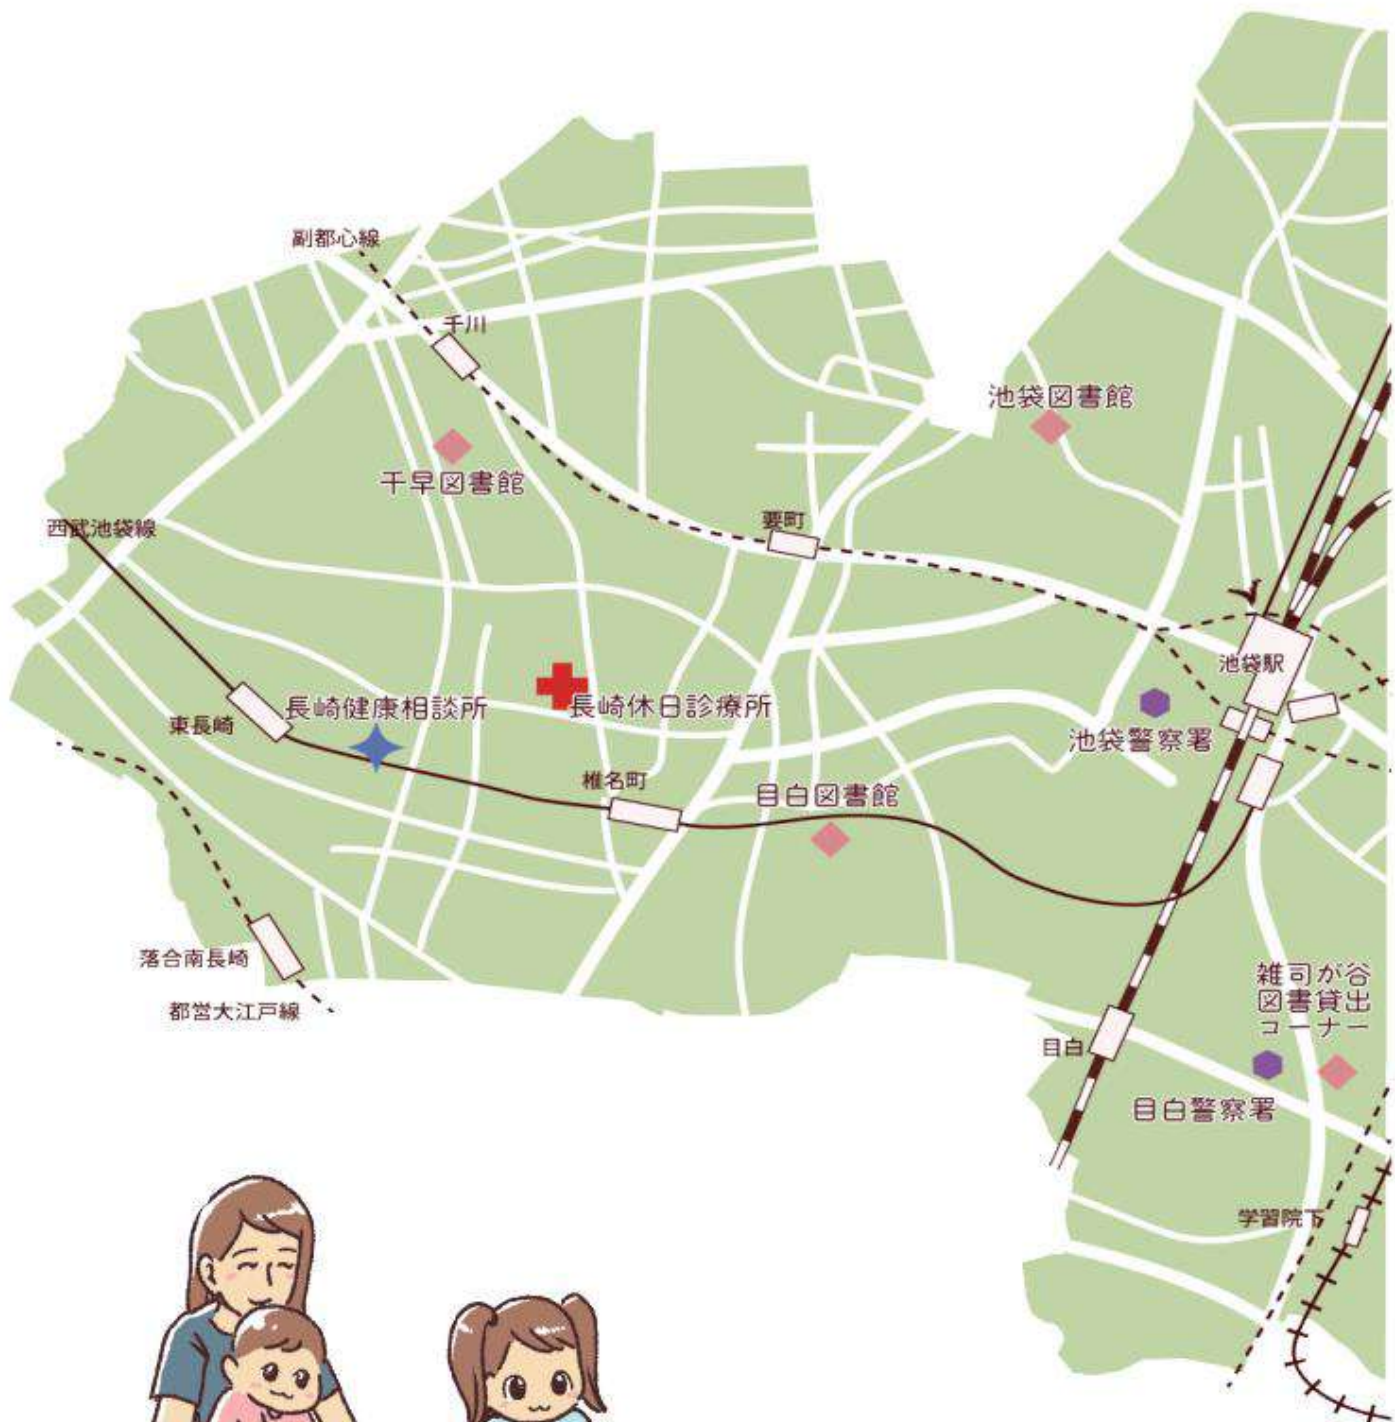 副都心線
千川
池袋図書館
千早図書館
要町
西武池袋線
池袋駅
長崎健康相談所
長崎休日診療所
東長崎
池袋警察署
椎名町
目白図書館
落合南長崎
都営大江戸線
雑司が谷
図書貸出
コーナー
目白
目白警察署
学習院下